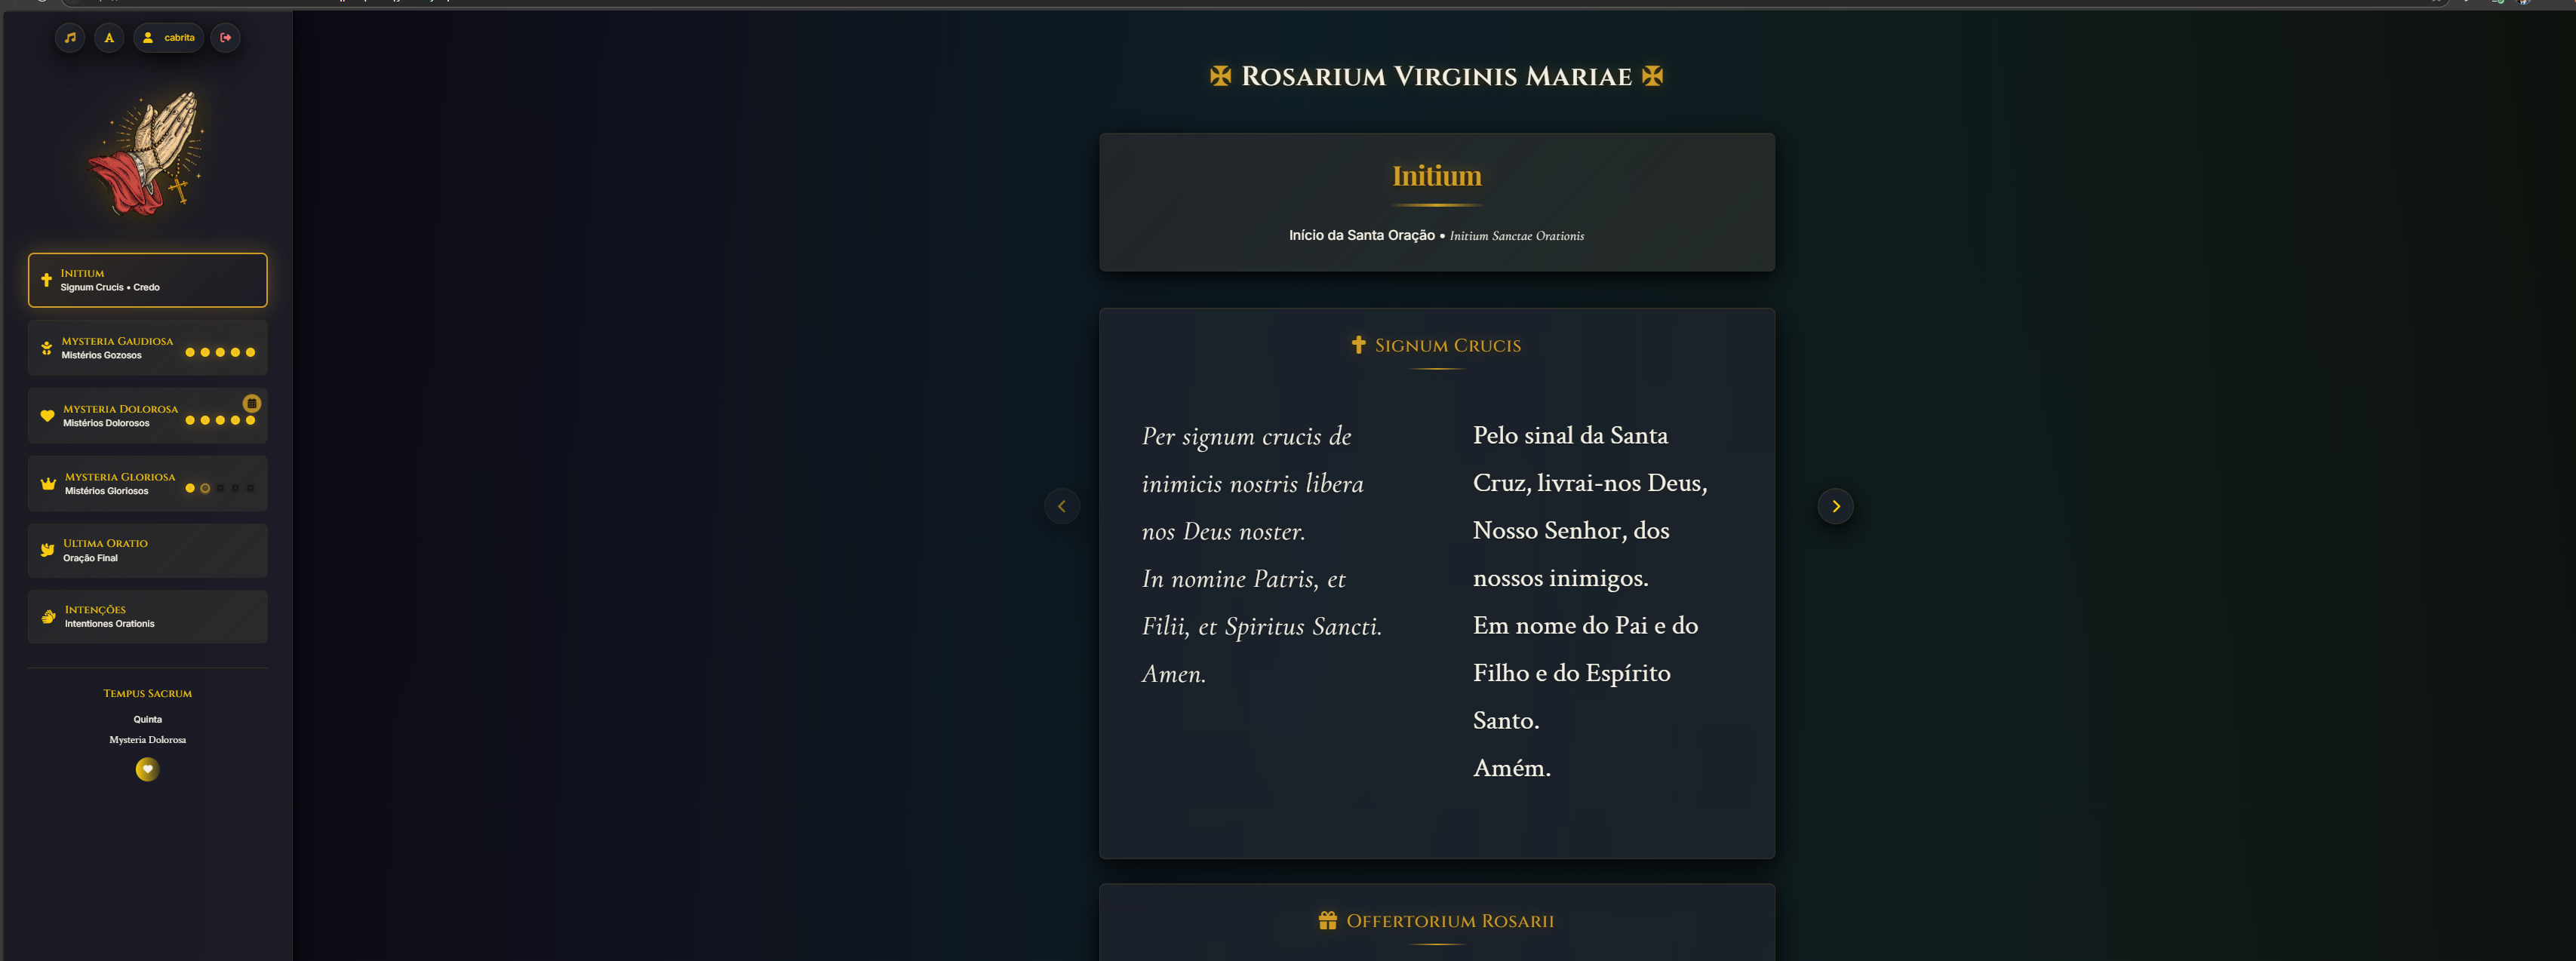 A
cabrita
INITIUM
Signum Crucis • Credo
MYSTERIA GAUDIOSA
Mistérios Gozosos
MYSTERIA DOLOROSA
Mistérios Dolorosos
MYSTERIA GLORIOSA
Mistérios Gloriosos
ULTIMA ORATIO
Oração Final
INTENÇÕES
Intentiones Orationis
TEMPUS SACRUM
Quinta
Mysteria Dolorosa
✠ ROSARIUM VIRGINIS MARIAE ✠
Initium
Início da Santa Oração • Initium Sanctae Orationis
SIGNUM CRUCIS
Per signum crucis de
inimicis nostris libera
nos Deus noster.
In nomine Patris, et
Filii, et Spiritus Sancti.
Amen.
Pelo sinal da Santa
Cruz, livrai-nos Deus,
Nosso Senhor, dos
nossos inimigos.
Em nome do Pai e do
Filho e do Espírito
Santo.
Amém.
OFFERTORIUM ROSARII